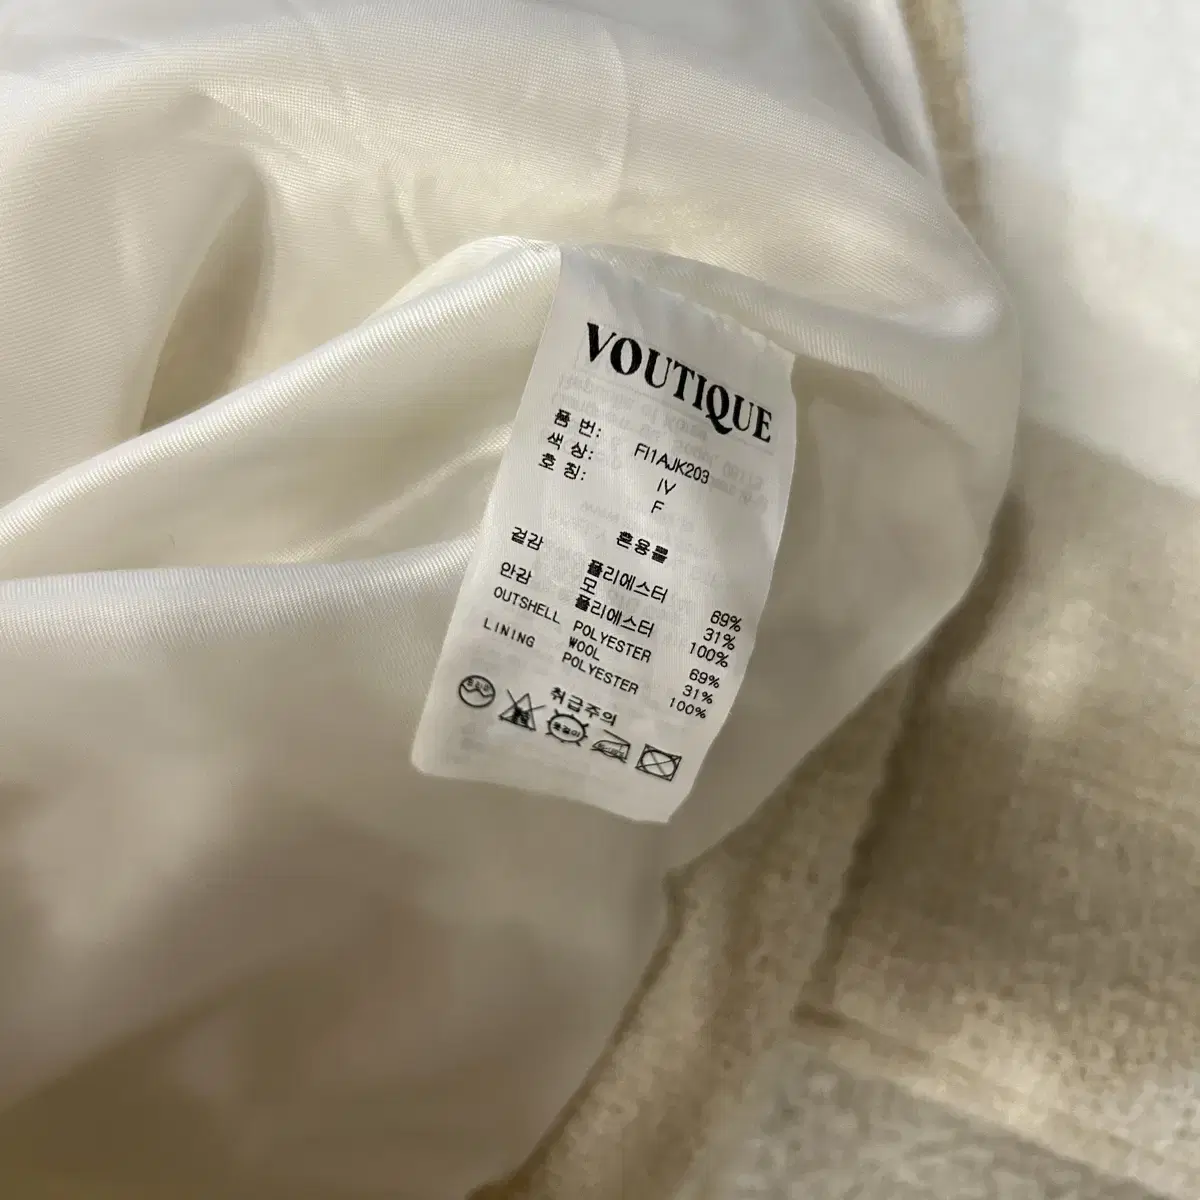 VOUTIQUE
품 번: FI1AJK203
색 상: IV
호 칭: F
혼용률
겉감 폴리에스터 69%
모 31%
안감 폴리에스터 100%
OUTSHELL POLYESTER 69%
WOOL 31%
LINING POLYESTER 100%
취급주의